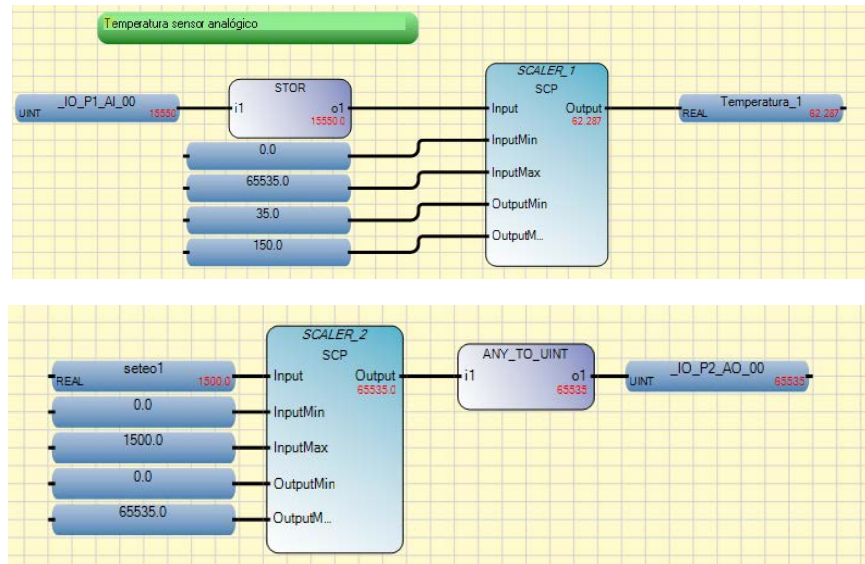 Temperatura sensor analógico
SCALER_1
SCP
STOR
_IO_P1_AI_00
UINT
15550
i1
o1
15550.0
Input
Output
62.287
Temperatura_1
REAL
62.287
0.0
InputMin
65535.0
InputMax
35.0
OutputMin
150.0
OutputM...
SCALER_2
SCP
ANY_TO_UINT
seteo1
REAL
1500.0
Input
Output
65535.0
i1
o1
65535
_IO_P2_AO_00
UINT
65535
0.0
InputMin
1500.0
InputMax
0.0
OutputMin
65535.0
OutputM...